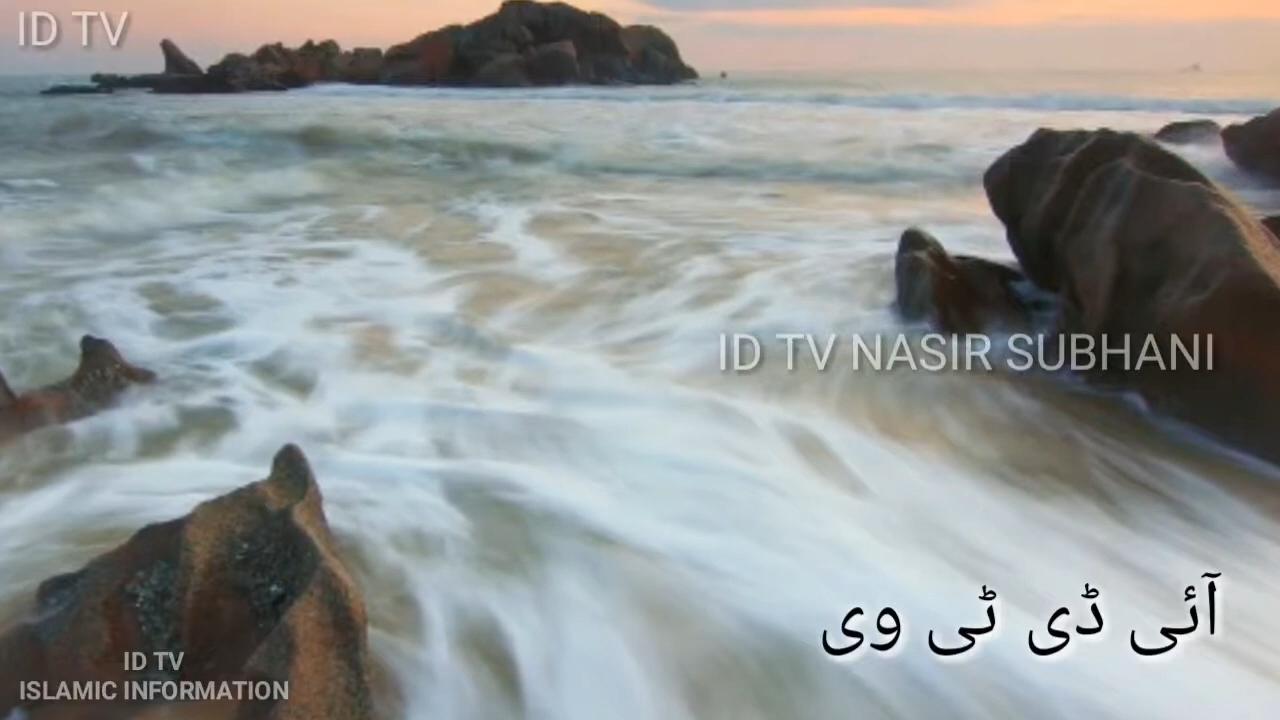 ID TV
ID TV NASIR SUBHANI
آئی ڈی ٹی وی
ID TV
ISLAMIC INFORMATION